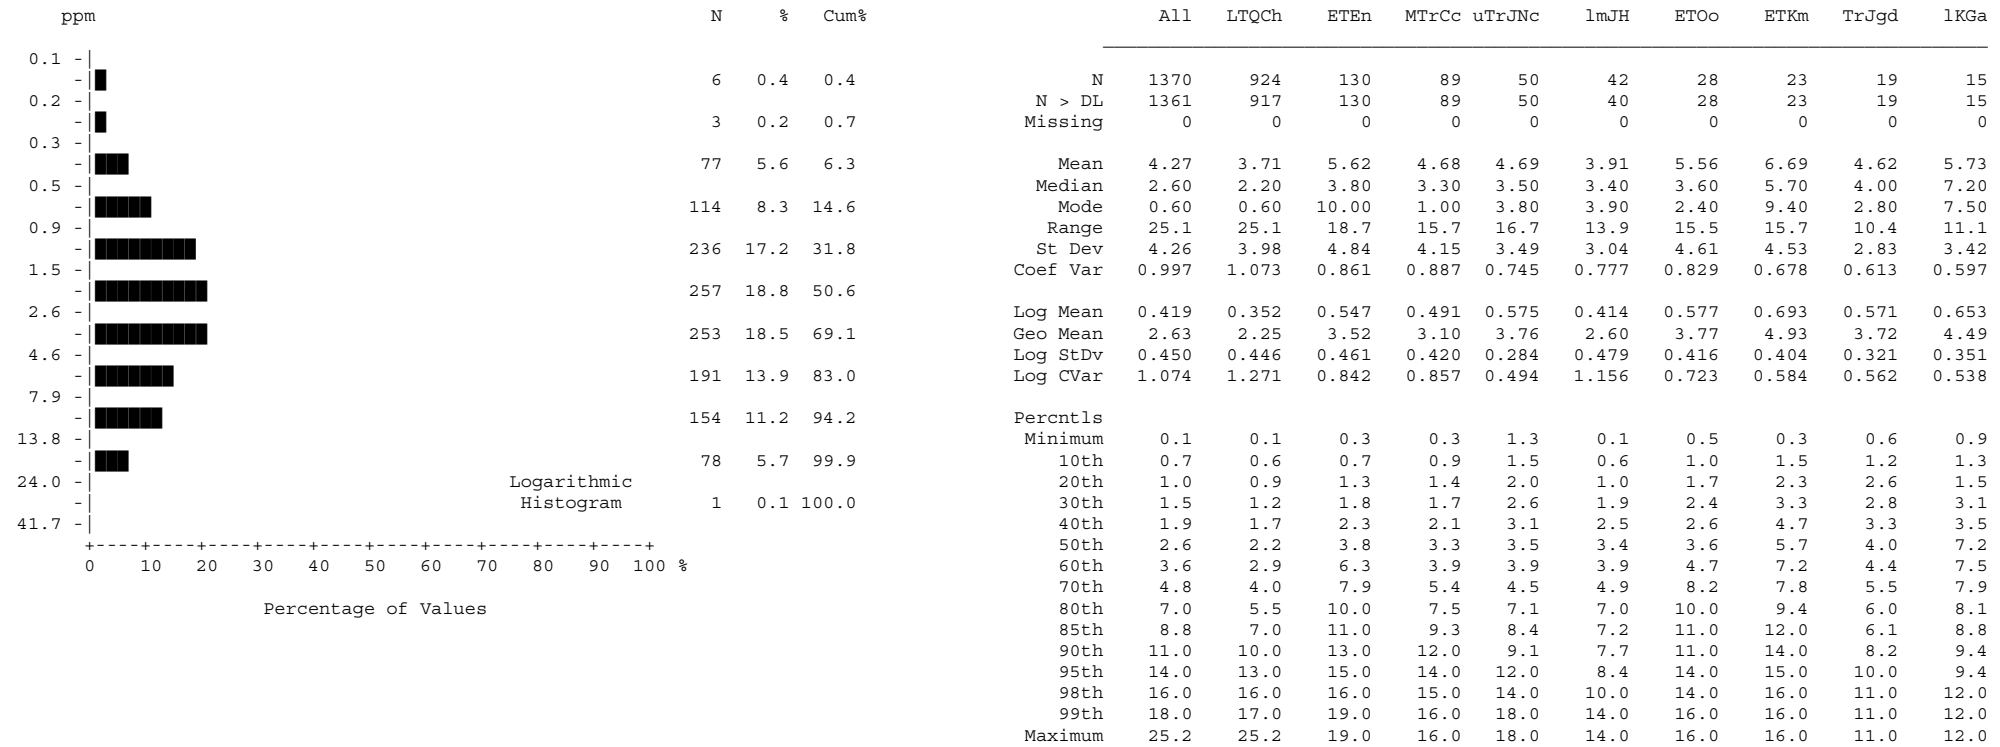 ppm N % Cum% All LTQCh ETEn MTrCc uTrJNc lmJH ETOo ETKm TrJgd lKGa
0.1 -|
-| 6 0.4 0.4 N 1370 924 130 89 50 42 28 23 19 15
0.2 -| N > DL 1361 917 130 89 50 40 28 23 19 15
-| 3 0.2 0.7 Missing 0 0 0 0 0 0 0 0 0 0
0.3 -|
-| 77 5.6 6.3 Mean 4.27 3.71 5.62 4.68 4.69 3.91 5.56 6.69 4.62 5.73
0.5 -| Median 2.60 2.20 3.80 3.30 3.50 3.40 3.60 5.70 4.00 7.20
-| 114 8.3 14.6 Mode 0.60 0.60 10.00 1.00 3.80 3.90 2.40 9.40 2.80 7.50
0.9 -| Range 25.1 25.1 18.7 15.7 16.7 13.9 15.5 15.7 10.4 11.1
-| 236 17.2 31.8 St Dev 4.26 3.98 4.84 4.15 3.49 3.04 4.61 4.53 2.83 3.42
1.5 -| Coef Var 0.997 1.073 0.861 0.887 0.745 0.777 0.829 0.678 0.613 0.597
-| 257 18.8 50.6
2.6 -| Log Mean 0.419 0.352 0.547 0.491 0.575 0.414 0.577 0.693 0.571 0.653
-| 253 18.5 69.1 Geo Mean 2.63 2.25 3.52 3.10 3.76 2.60 3.77 4.93 3.72 4.49
4.6 -| Log StDv 0.450 0.446 0.461 0.420 0.284 0.479 0.416 0.404 0.321 0.351
-| 191 13.9 83.0 Log CVar 1.074 1.271 0.842 0.857 0.494 1.156 0.723 0.584 0.562 0.538
7.9 -|
-| 154 11.2 94.2 Percntls
13.8 -| Minimum 0.1 0.1 0.3 0.3 1.3 0.1 0.5 0.3 0.6 0.9
-| 78 5.7 99.9 10th 0.7 0.6 0.7 0.9 1.5 0.6 1.0 1.5 1.2 1.3
24.0 -| Logarithmic 20th 1.0 0.9 1.3 1.4 2.0 1.0 1.7 2.3 2.6 1.5
-| Histogram 1 0.1 100.0 30th 1.5 1.2 1.8 1.7 2.6 1.9 2.4 3.3 2.8 3.1
41.7 -| 40th 1.9 1.7 2.3 2.1 3.1 2.5 2.6 4.7 3.3 3.5
+----+----+----+----+----+----+----+----+----+----+ % 50th 2.6 2.2 3.8 3.3 3.5 3.4 3.6 5.7 4.0 7.2
0 10 20 30 40 50 60 70 80 90 100 % 60th 3.6 2.9 6.3 3.9 3.9 3.9 4.7 7.2 4.4 7.5
70th 4.8 4.0 7.9 5.4 4.5 4.9 8.2 7.8 5.5 7.9
Percentage of Values 80th 7.0 5.5 10.0 7.5 7.1 7.0 10.0 9.4 6.0 8.1
85th 8.8 7.0 11.0 9.3 8.4 7.2 11.0 12.0 6.1 8.8
90th 11.0 10.0 13.0 12.0 9.1 7.7 11.0 14.0 8.2 9.4
95th 14.0 13.0 15.0 14.0 12.0 8.4 14.0 15.0 10.0 9.4
98th 16.0 16.0 16.0 15.0 14.0 10.0 14.0 16.0 11.0 12.0
99th 18.0 17.0 19.0 16.0 18.0 14.0 16.0 16.0 11.0 12.0
Maximum 25.2 25.2 19.0 16.0 18.0 14.0 16.0 16.0 11.0 12.0